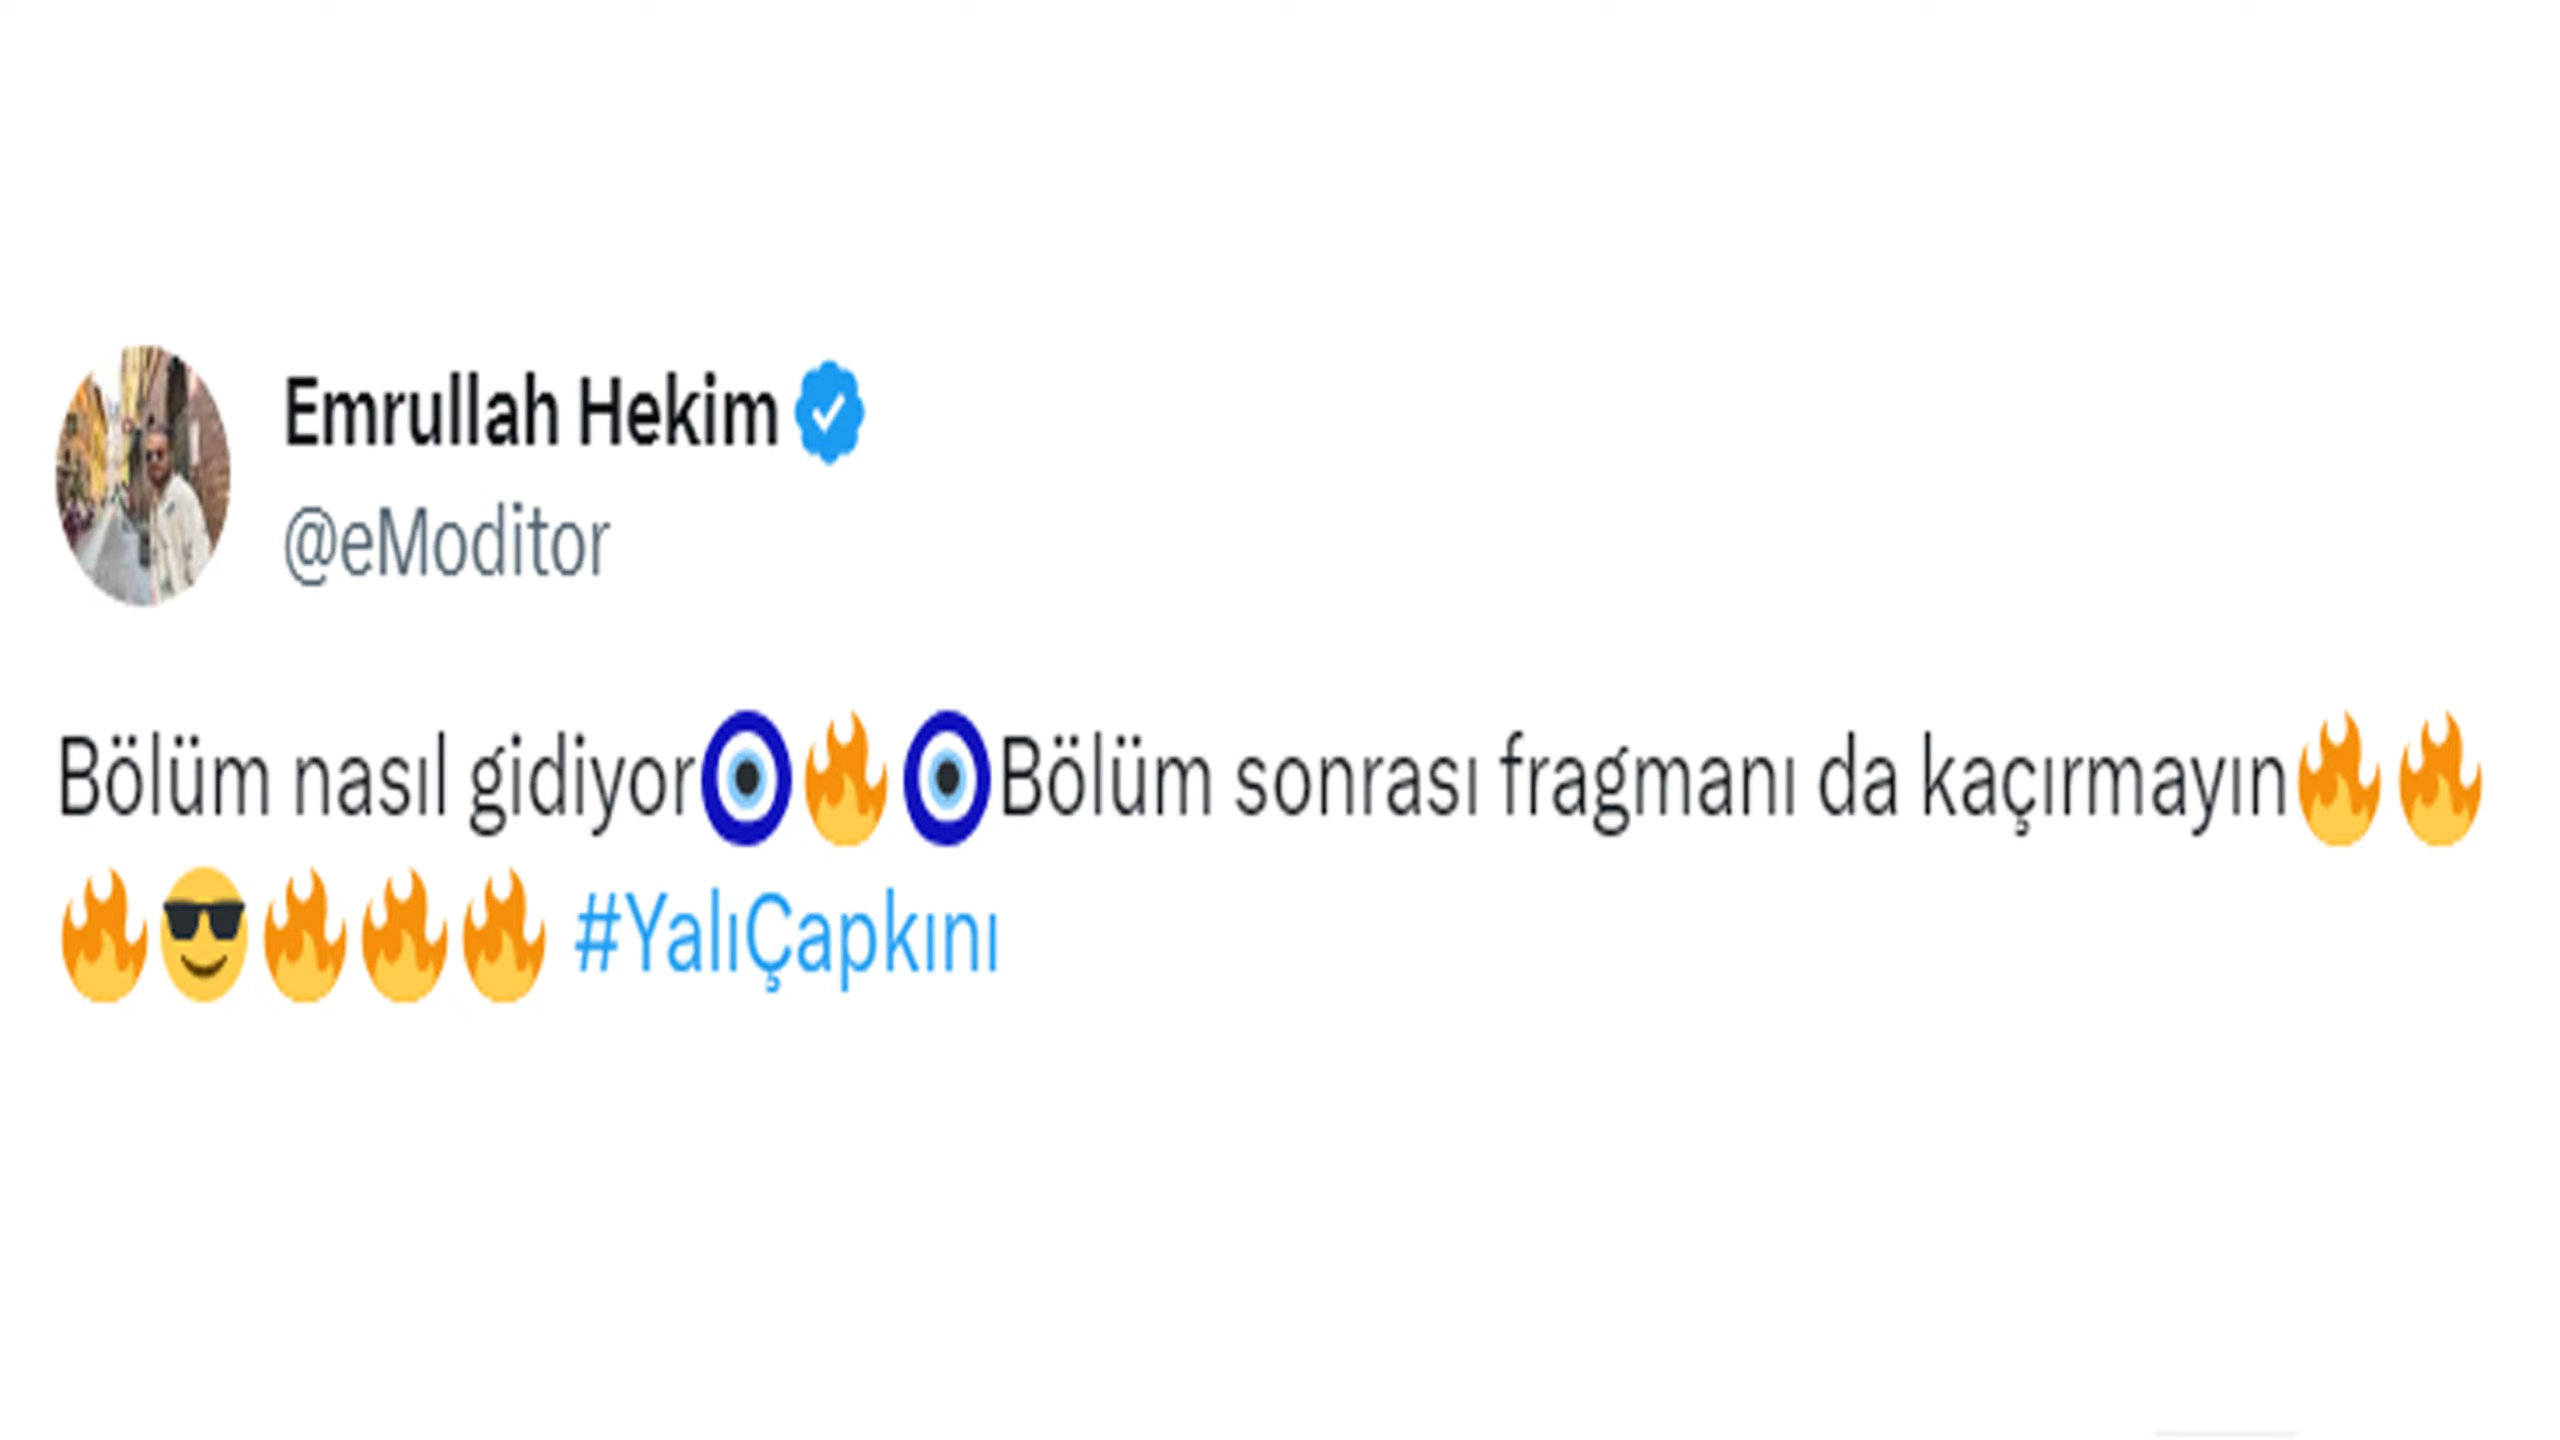 Emrullah Hekim
@eModitor
Bölüm nasıl gidiyor🧿🔥🧿Bölüm sonrası fragmanı da kaçırmayın🔥🔥
🔥😎🔥🔥🔥 #YalıÇapkını